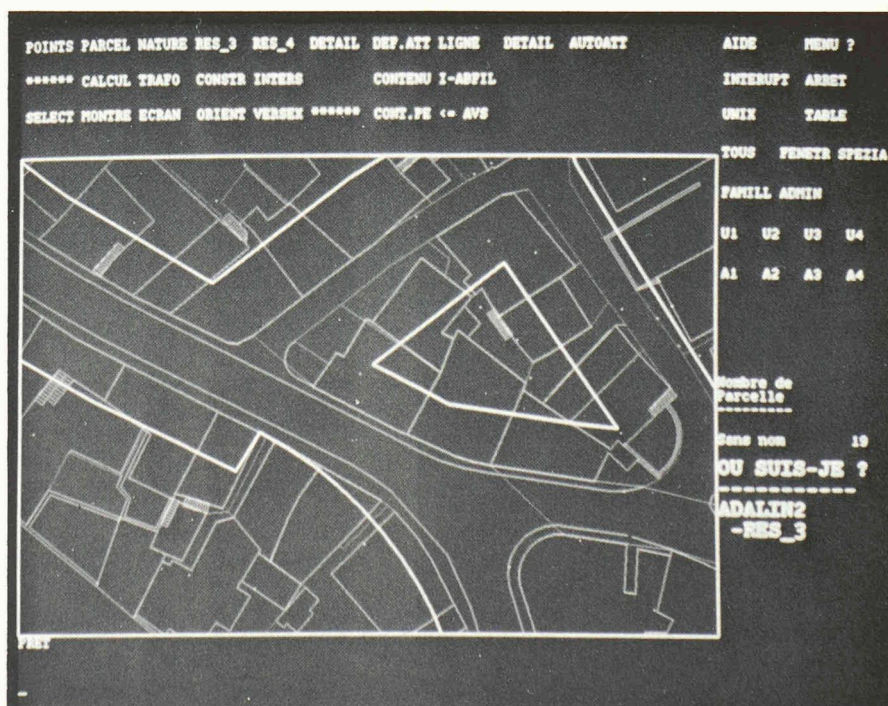 POINTS PARCEL NATURE RES_3 RES_4 DETAIL DEF.ATT LIGNE DETAIL AUTOATT AIDE MENU ?
****** CALCUL TRAFO CONSTR INTERS CONTENU I-ABFIL INTERUPT ARRET
SELECT MONTRE ECRAN ORIENT VERSEX ****** CONT.PE <= AVS UNIX TABLE
TOUS FENETR SPEZIA
FAMILL ADMIN
U1 U2 U3 U4
A1 A2 A3 A4
Nombre de
Parcelle
----------
Sans nom 19
OU SUIS-JE ?
------------
ADALIN2
-RES_3
PRET
_